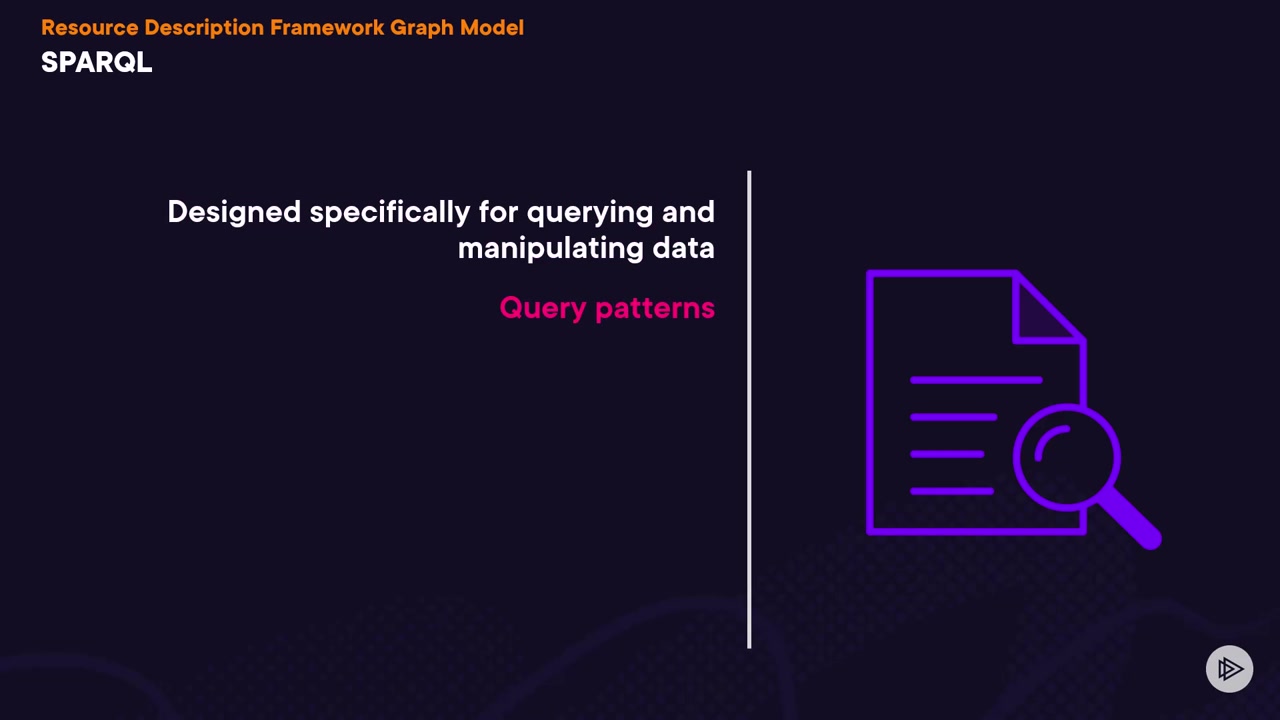 Resource Description Framework Graph Model
SPARQL
Designed specifically for querying and
manipulating data
Query patterns